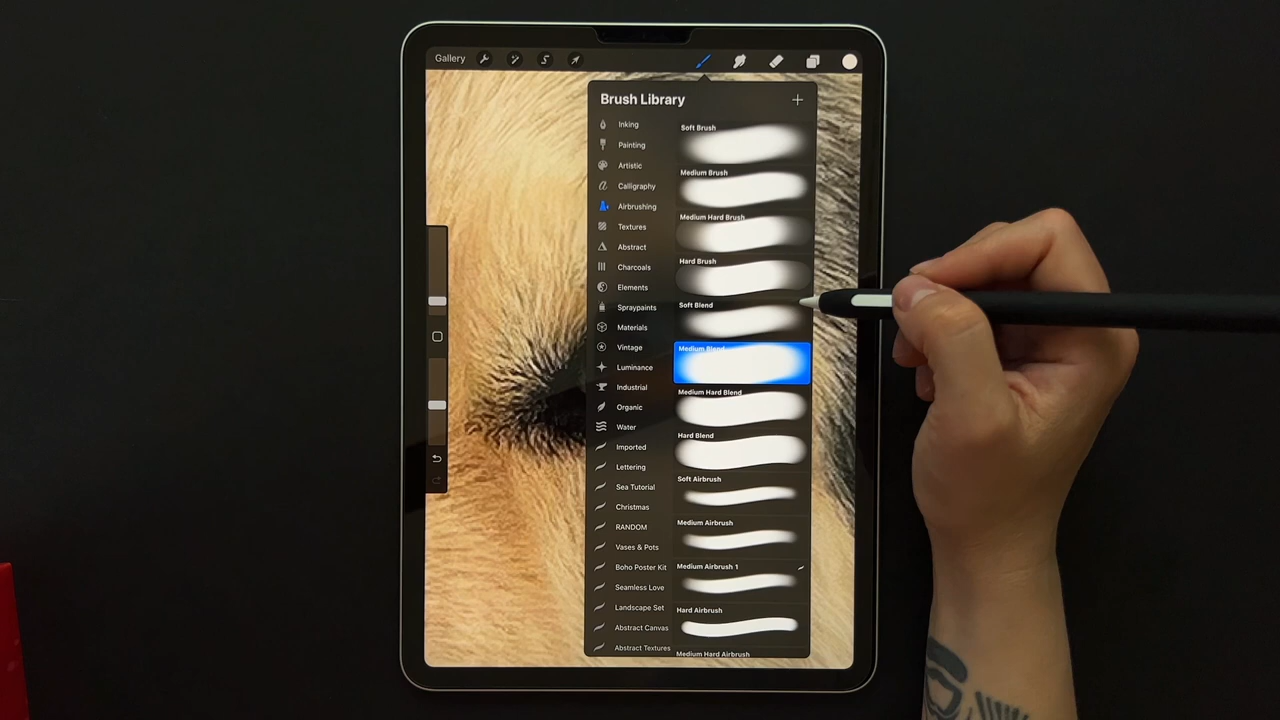 Gallery
Brush Library
Inking
Painting
Artistic
Calligraphy
Airbrushing
Textures
Abstract
Charcoals
Elements
Spraypaints
Materials
Vintage
Luminance
Industrial
Organic
Water
Imported
Lettering
Sea Tutorial
Christmas
RANDOM
Vases & Pots
Boho Poster Kit
Seamless Love
Landscape Set
Abstract Canvas
Abstract Textures
Soft Brush
Medium Brush
Medium Hard Brush
Hard Brush
Soft Blend
Medium Blend
Medium Hard Blend
Hard Blend
Soft Airbrush
Medium Airbrush
Medium Airbrush 1
Hard Airbrush
Medium Hard Airbrush